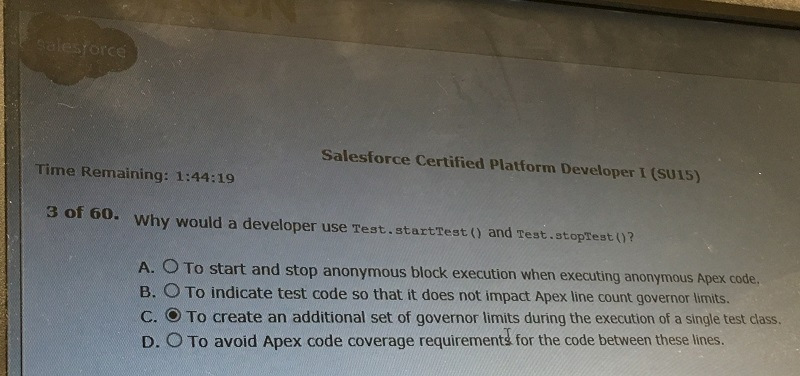 salesforce
Salesforce Certified Platform Developer I (SU15)
Time Remaining: 1:44:19
3 of 60. Why would a developer use Test.startTest() and Test.stopTest()?
A. To start and stop anonymous block execution when executing anonymous Apex code.
B. To indicate test code so that it does not impact Apex line count governor limits.
C. To create an additional set of governor limits during the execution of a single test class.
D. To avoid Apex code coverage requirements for the code between these lines.